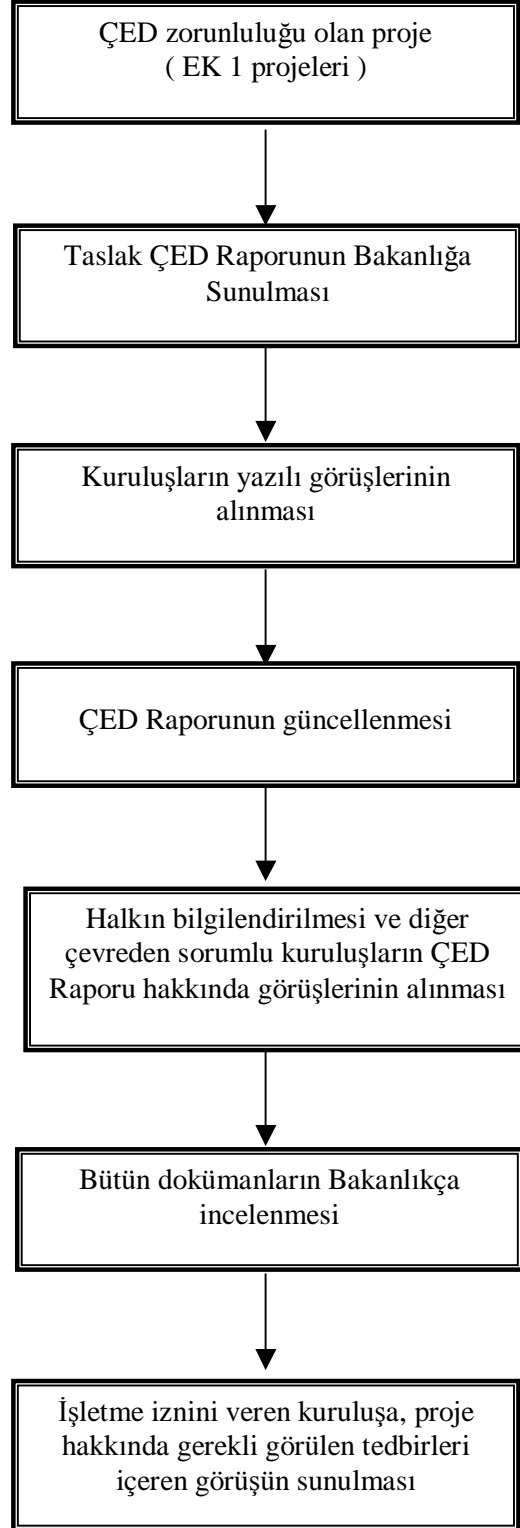 ÇED zorunluluğu olan proje
( EK 1 projeleri )
Taslak ÇED Raporunun Bakanlığa
Sunulması
Kuruluşların yazılı görüşlerinin
alınması
ÇED Raporunun güncellenmesi
Halkın bilgilendirilmesi ve diğer
çevreden sorumlu kuruluşların ÇED
Raporu hakkında görüşlerinin alınması
Bütün dokümanların Bakanlıkça
incelenmesi
İşletme iznini veren kuruluşa, proje
hakkında gerekli görülen tedbirleri
içeren görüşün sunulması